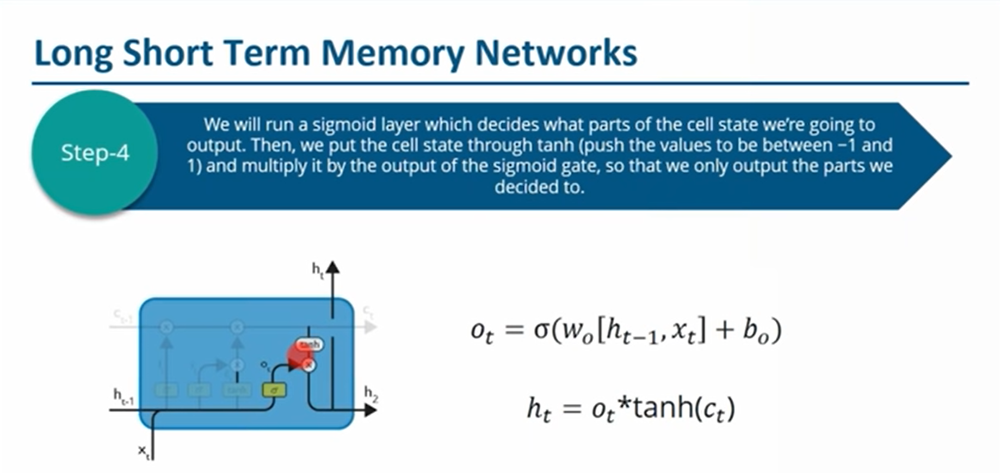 Long Short Term Memory Networks
Step-4
We will run a sigmoid layer which decides what parts of the cell state we're going to
output. Then, we put the cell state through tanh (push the values to be between −1 and
1) and multiply it by the output of the sigmoid gate, so that we only output the parts we
decided to.
h_t
c_t-1
c_t
tanh
o_t
σ
σ
tanh
σ
h_t-1
h_2
x_t
o_t = σ(w_o[h_t−1, x_t] + b_o)
h_t = o_t*tanh(c_t)